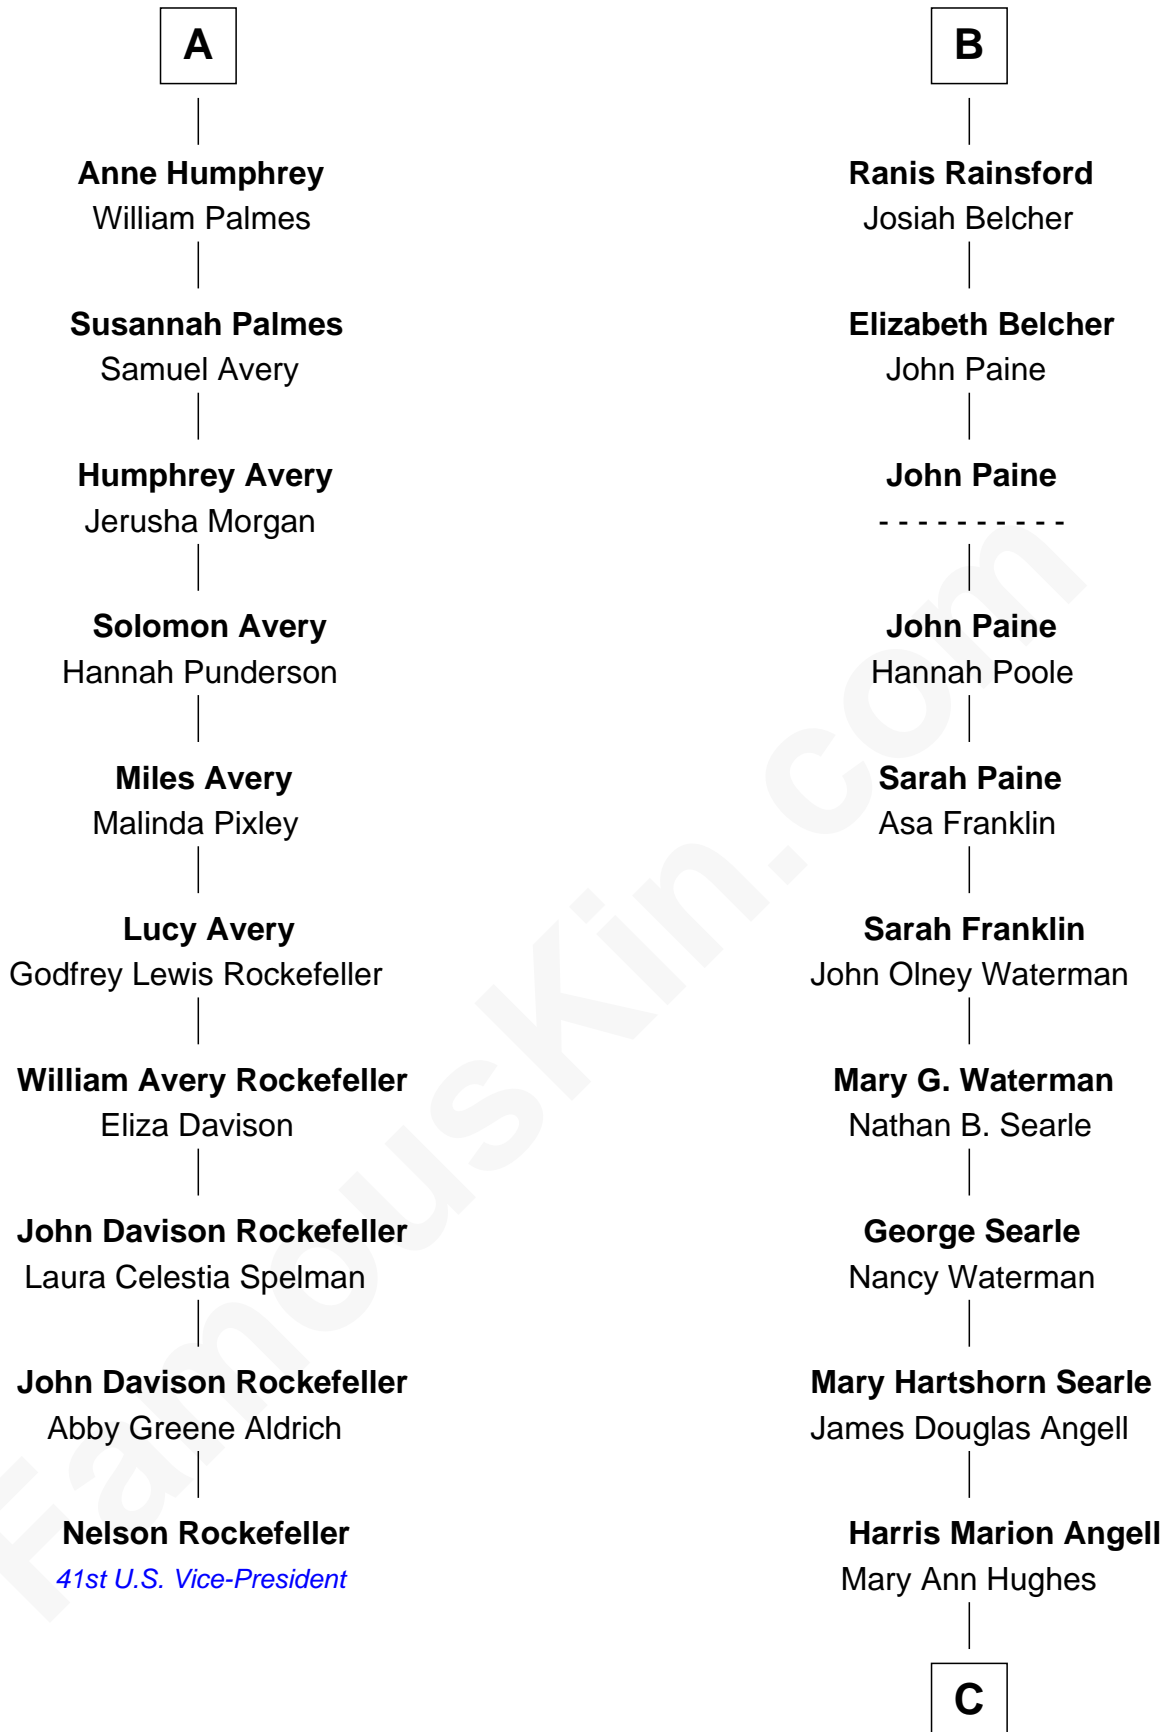 A
Anne Humphrey
William Palmes
Susannah Palmes
Samuel Avery
Humphrey Avery
Jerusha Morgan
Solomon Avery
Hannah Punderson
Miles Avery
Malinda Pixley
Lucy Avery
Godfrey Lewis Rockefeller
William Avery Rockefeller
Eliza Davison
John Davison Rockefeller
Laura Celestia Spelman
John Davison Rockefeller
Abby Greene Aldrich
Nelson Rockefeller
41st U.S. Vice-President
B
Ranis Rainsford
Josiah Belcher
Elizabeth Belcher
John Paine
John Paine
- - - - - - - - - -
John Paine
Hannah Poole
Sarah Paine
Asa Franklin
Sarah Franklin
John Olney Waterman
Mary G. Waterman
Nathan B. Searle
George Searle
Nancy Waterman
Mary Hartshorn Searle
James Douglas Angell
Harris Marion Angell
Mary Ann Hughes
C
FamousKin.com